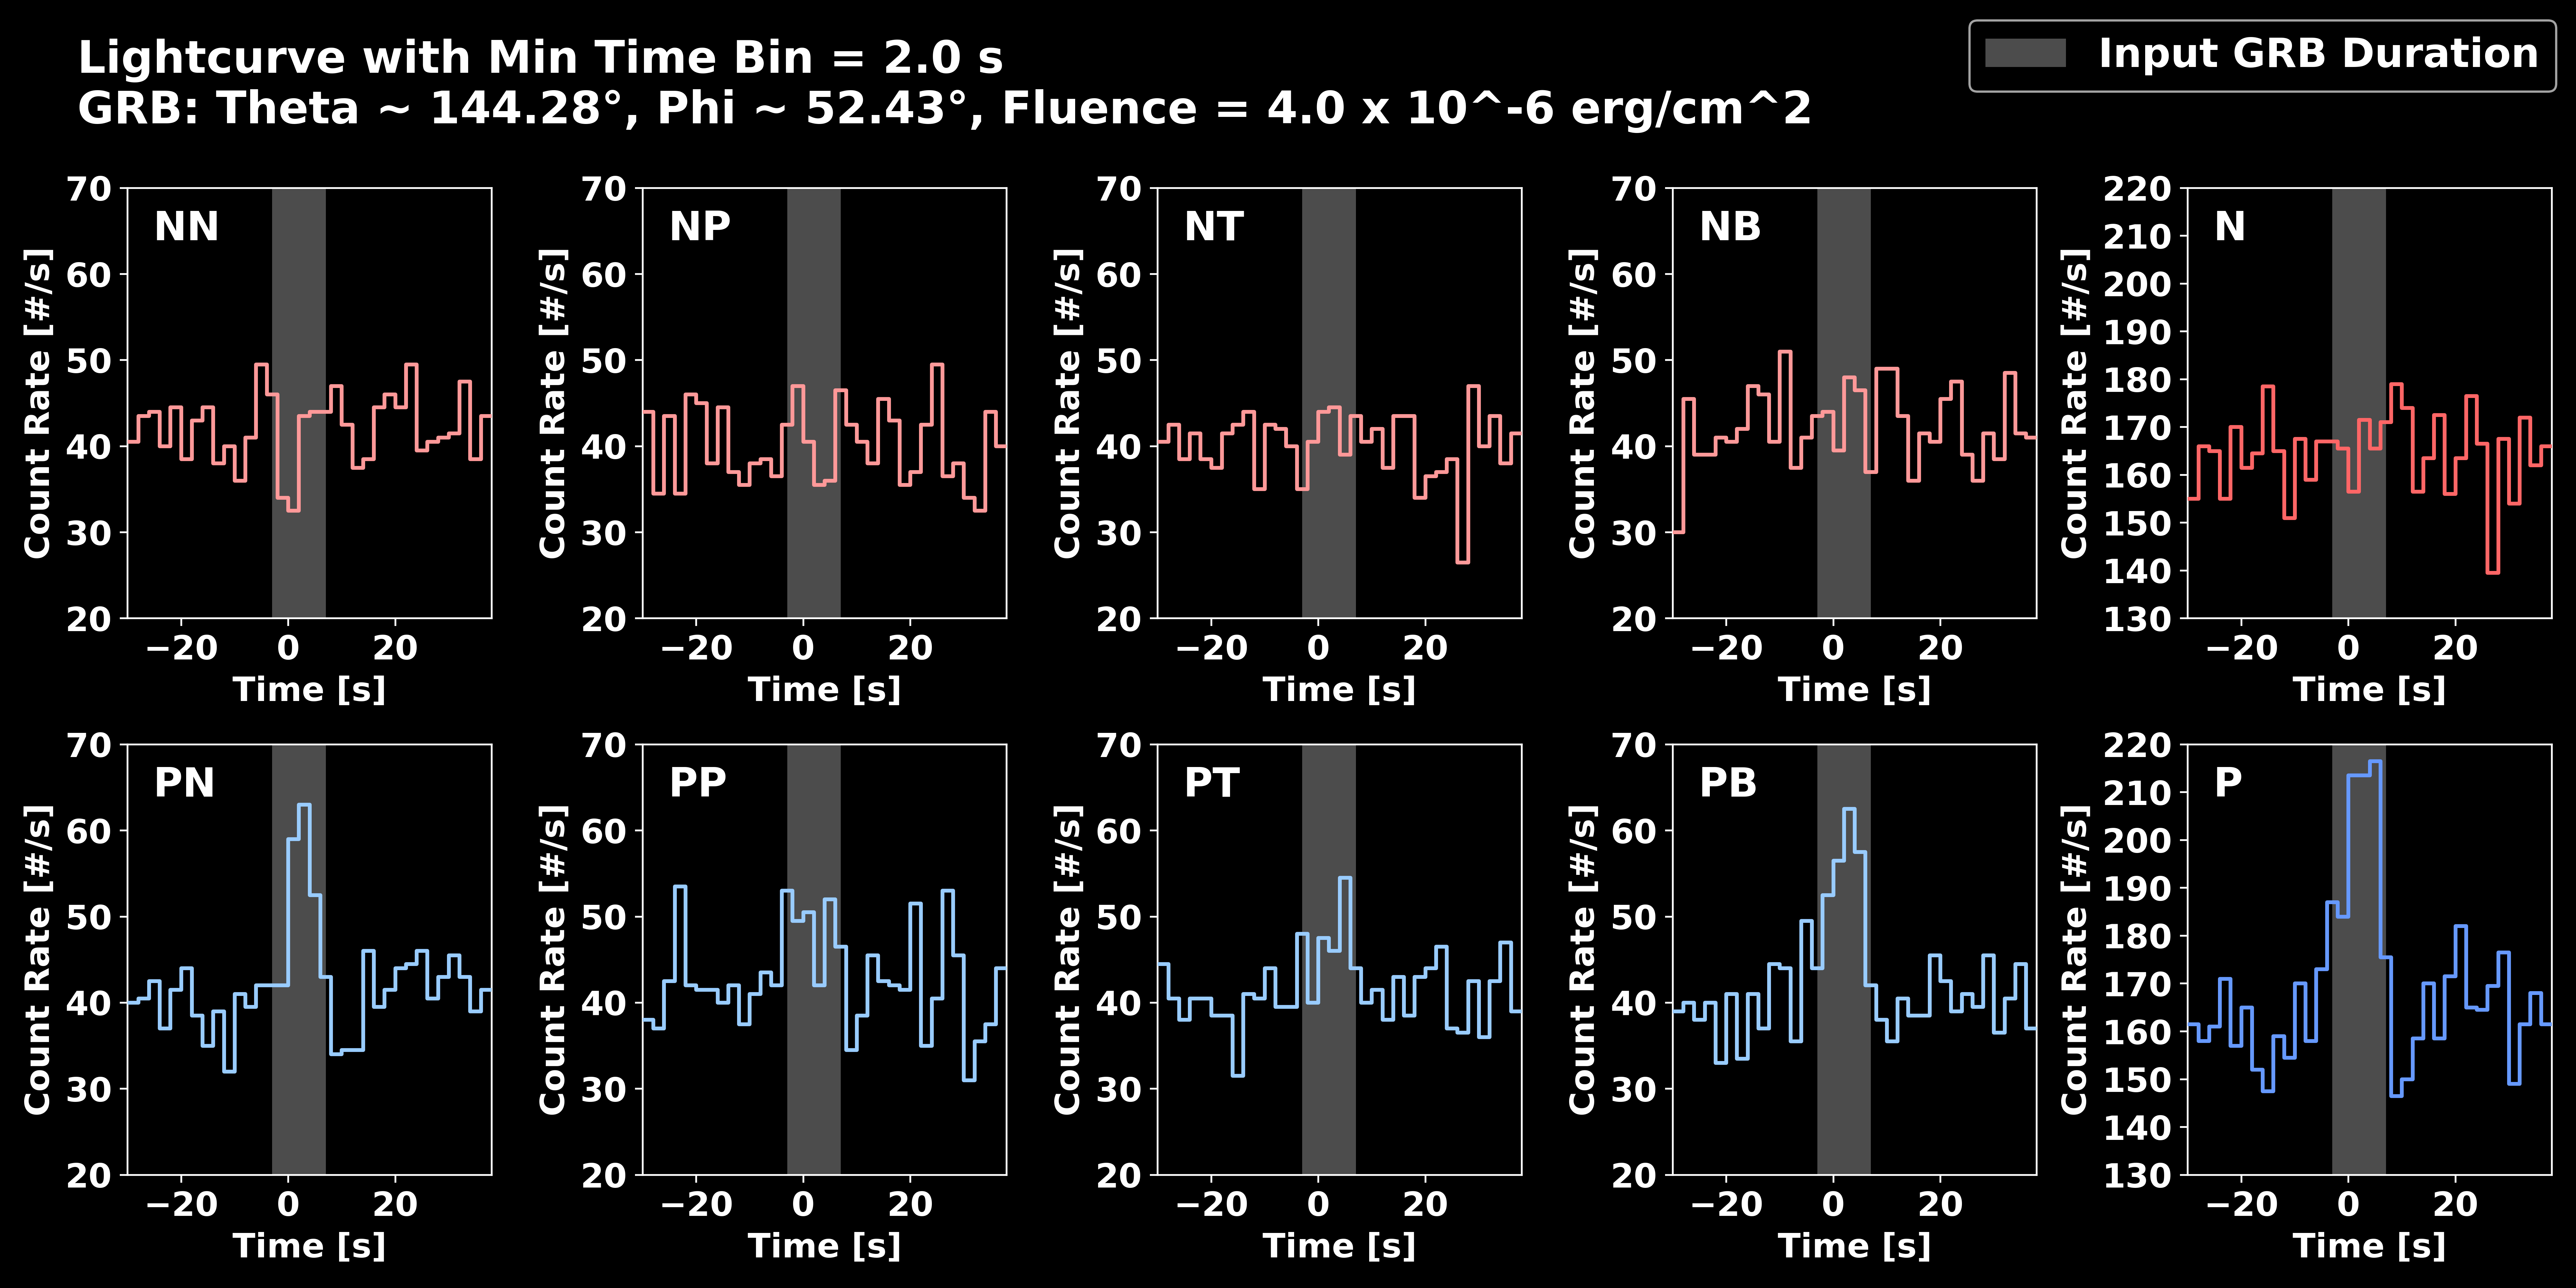 Lightcurve with Min Time Bin = 2.0 s
GRB: Theta ~ 144.28°, Phi ~ 52.43°, Fluence = 4.0 x 10^-6 erg/cm^2
Input GRB Duration
NN
Count Rate [#/s]
70
60
50
40
30
20
−20 0 20
Time [s]
NP
Count Rate [#/s]
70
60
50
40
30
20
−20 0 20
Time [s]
NT
Count Rate [#/s]
70
60
50
40
30
20
−20 0 20
Time [s]
NB
Count Rate [#/s]
70
60
50
40
30
20
−20 0 20
Time [s]
N
Count Rate [#/s]
220
210
200
190
180
170
160
150
140
130
−20 0 20
Time [s]
PN
Count Rate [#/s]
70
60
50
40
30
20
−20 0 20
Time [s]
PP
Count Rate [#/s]
70
60
50
40
30
20
−20 0 20
Time [s]
PT
Count Rate [#/s]
70
60
50
40
30
20
−20 0 20
Time [s]
PB
Count Rate [#/s]
70
60
50
40
30
20
−20 0 20
Time [s]
P
Count Rate [#/s]
220
210
200
190
180
170
160
150
140
130
−20 0 20
Time [s]